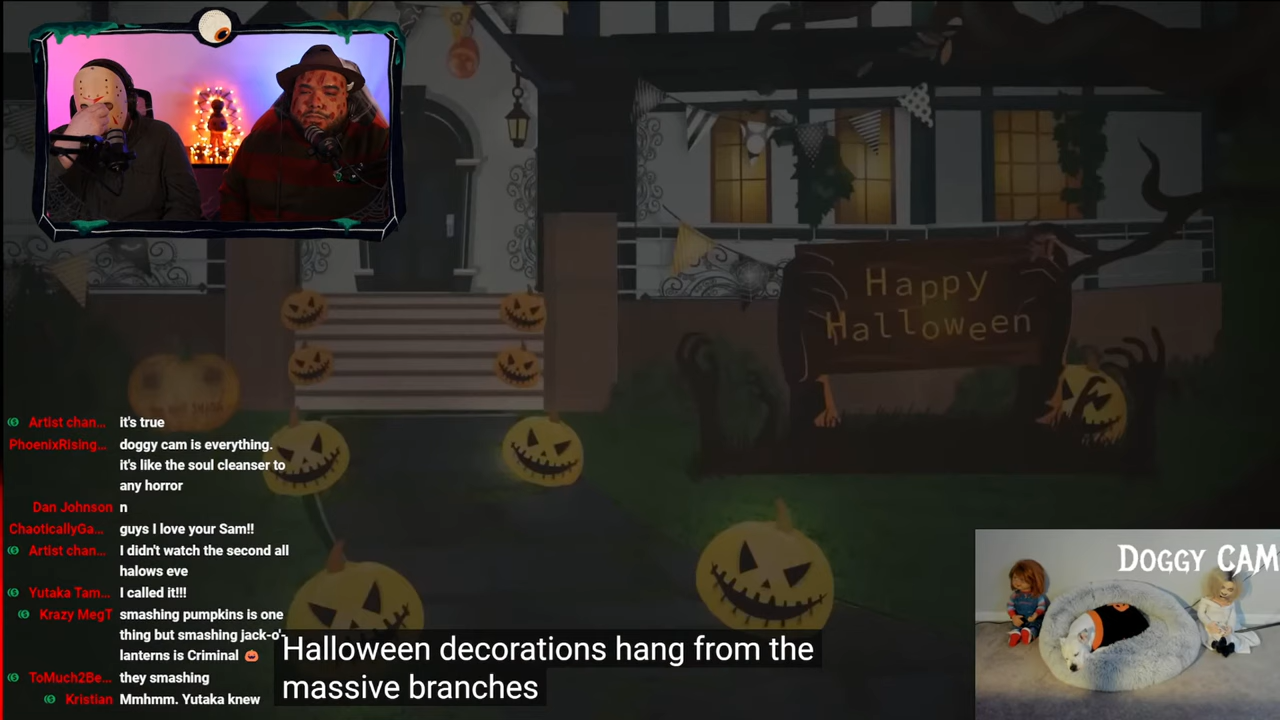 Happy
Halloween
Artist chan... it's true
PhoenixRising... doggy cam is everything.
it's like the soul cleanser to
any horror
Dan Johnson n
ChaoticallyGa... guys I love your Sam!!
Artist chan... I didn't watch the second all
halows eve
Yutaka Tam... I called it!!!
Krazy MegT smashing pumpkins is one
thing but smashing jack-o'-
lanterns is Criminal 🎃
ToMuch2Be... they smashing
Kristian Mmhmm. Yutaka knew
Halloween decorations hang from the
massive branches
DOGGY CAM